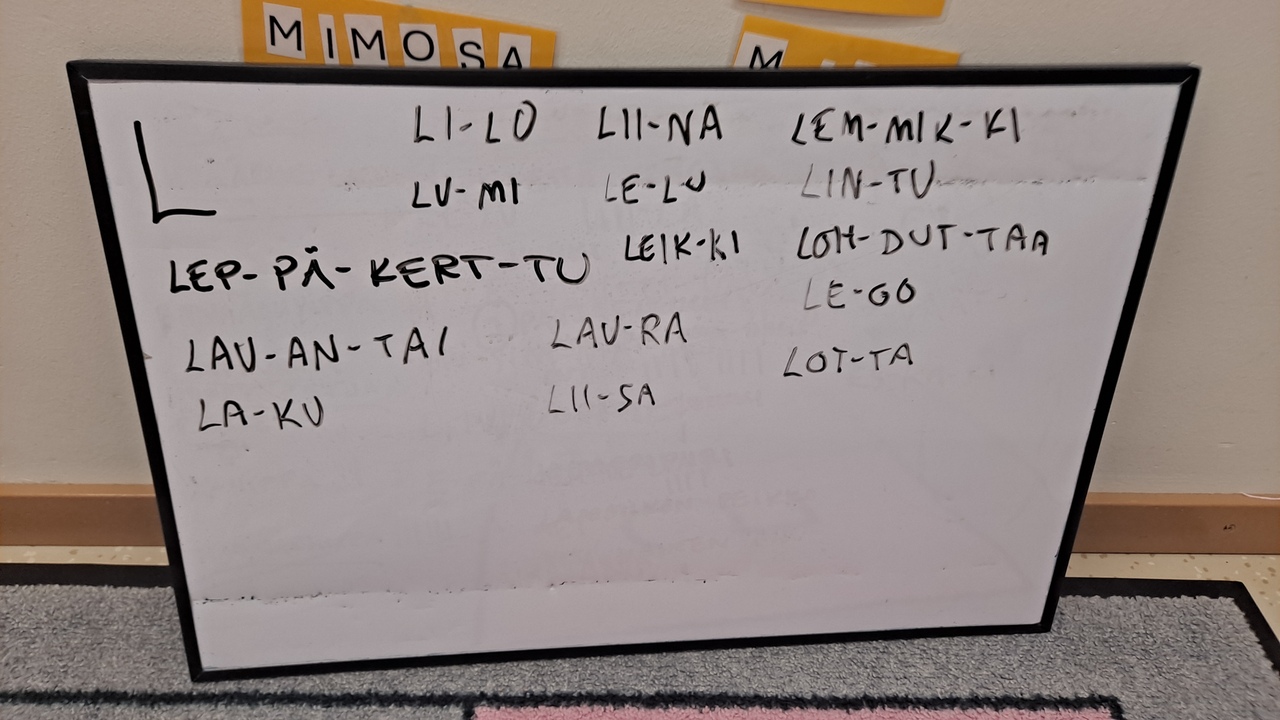 MIMOSA
M
L
LI-LO LII-NA LEM-MIK-KI
LU-MI LE-LU LIN-TU
LEP-PÄ-KERT-TU LEIK-KI LOH-DUT-TAA
LE-GO
LAU-AN-TAI LAU-RA LOT-TA
LA-KU LII-SA